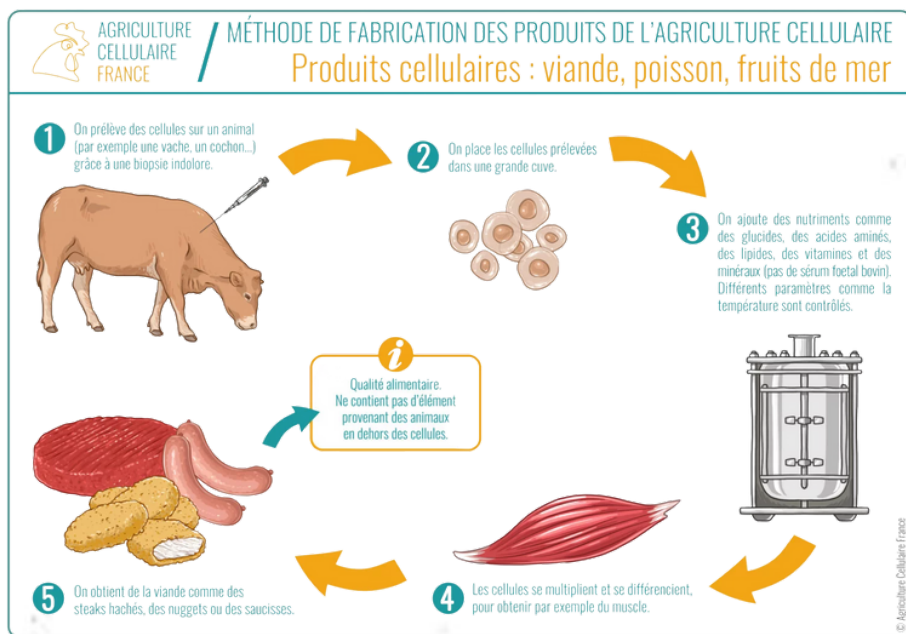 AGRICULTURE
CELLULAIRE
FRANCE
MÉTHODE DE FABRICATION DES PRODUITS DE L'AGRICULTURE CELLULAIRE
Produits cellulaires : viande, poisson, fruits de mer
1
On prélève des cellules sur un animal
(par exemple une vache, un cochon...)
grâce à une biopsie indolore.
2
On place les cellules prélevées
dans une grande cuve.
3
On ajoute des nutriments comme
des glucides, des acides aminés,
des lipides, des vitamines et des
minéraux (pas de sérum foetal bovin).
Différents paramètres comme la
température sont contrôlés.
i
Qualité alimentaire.
Ne contient pas d'élément
provenant des animaux
en dehors des cellules.
4
Les cellules se multiplient et se différencient,
pour obtenir par exemple du muscle.
5
On obtient de la viande comme des
steaks hachés, des nuggets ou des saucisses.
© Agriculture Cellulaire France